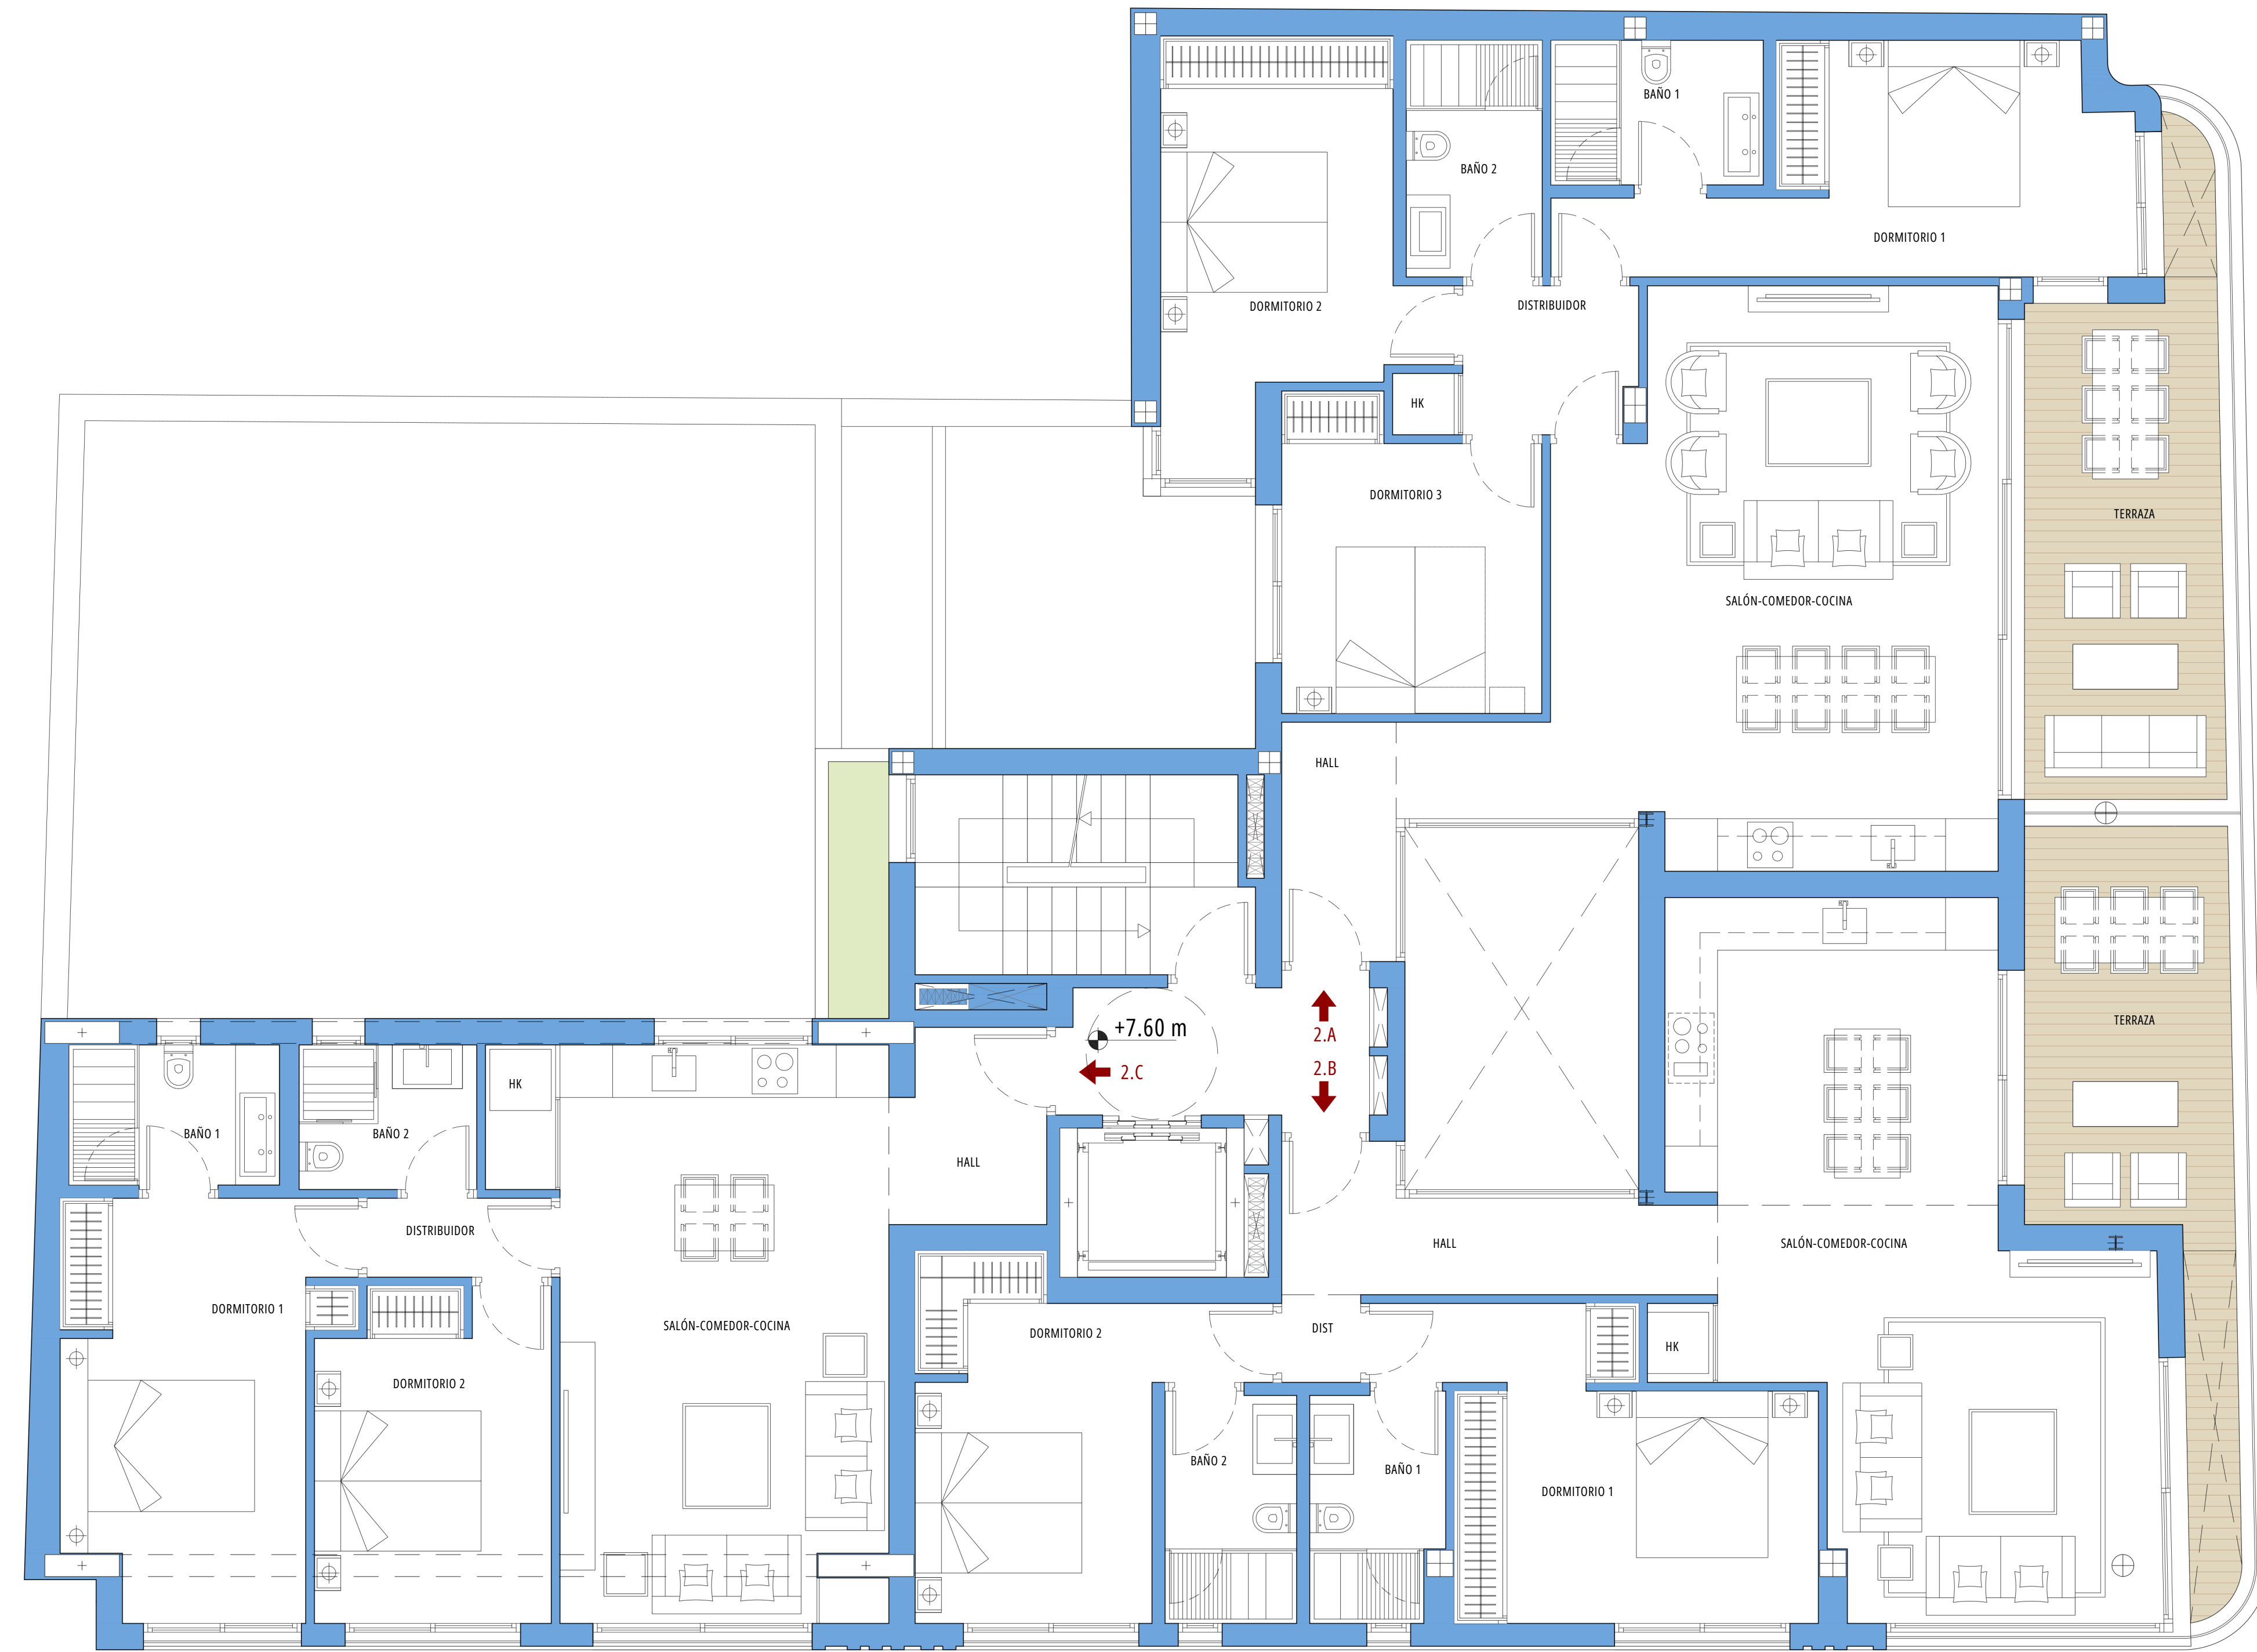 BAÑO 1
BAÑO 2
DORMITORIO 1
DORMITORIO 2
DISTRIBUIDOR
HK
DORMITORIO 3
TERRAZA
SALÓN-COMEDOR-COCINA
HALL
+7.60 m
2.A
2.B
2.C
TERRAZA
HK
BAÑO 1
BAÑO 2
HALL
DISTRIBUIDOR
HALL
SALÓN-COMEDOR-COCINA
DORMITORIO 1
SALÓN-COMEDOR-COCINA
DORMITORIO 2
DIST
HK
DORMITORIO 2
BAÑO 2
BAÑO 1
DORMITORIO 1